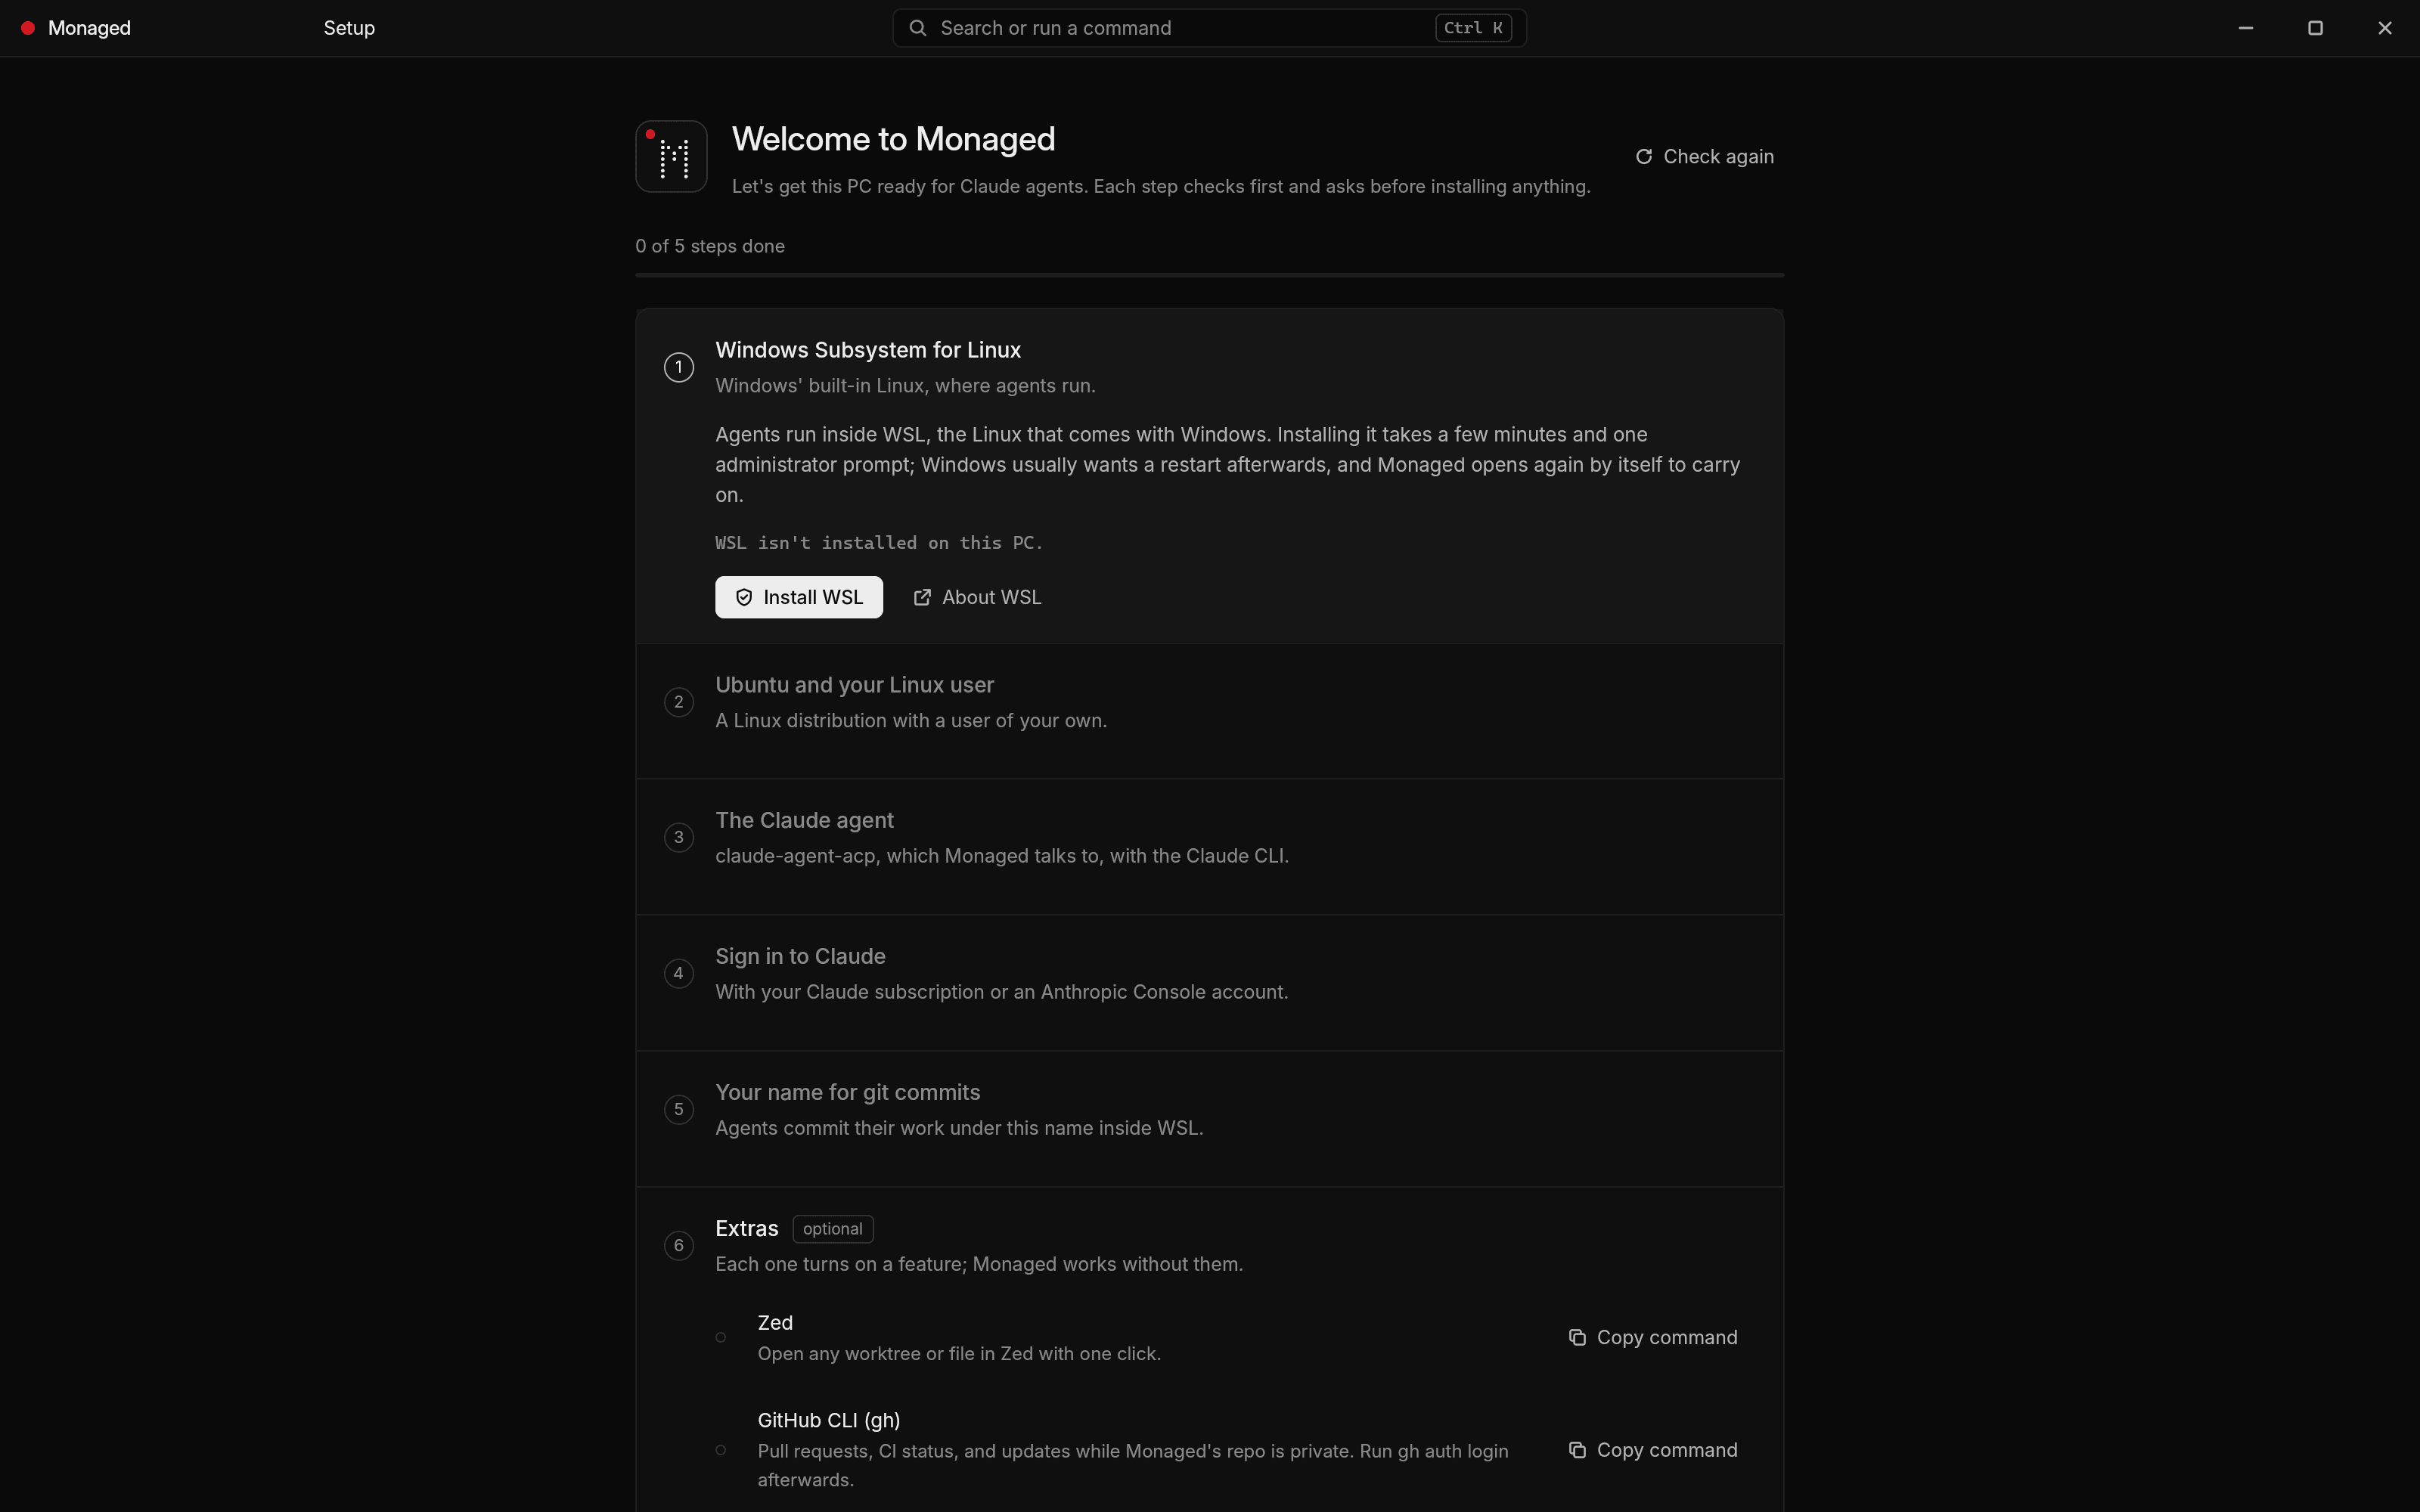 Monaged
Setup
Search or run a command
Ctrl K
Welcome to Monaged
Check again
Let's get this PC ready for Claude agents. Each step checks first and asks before installing anything.
0 of 5 steps done
1
Windows Subsystem for Linux
Windows' built-in Linux, where agents run.
Agents run inside WSL, the Linux that comes with Windows. Installing it takes a few minutes and one
administrator prompt; Windows usually wants a restart afterwards, and Monaged opens again by itself to carry
on.
WSL isn't installed on this PC.
Install WSL
About WSL
2
Ubuntu and your Linux user
A Linux distribution with a user of your own.
3
The Claude agent
claude-agent-acp, which Monaged talks to, with the Claude CLI.
4
Sign in to Claude
With your Claude subscription or an Anthropic Console account.
5
Your name for git commits
Agents commit their work under this name inside WSL.
6
Extras optional
Each one turns on a feature; Monaged works without them.
Zed
Open any worktree or file in Zed with one click.
Copy command
GitHub CLI (gh)
Pull requests, CI status, and updates while Monaged's repo is private. Run gh auth login
afterwards.
Copy command